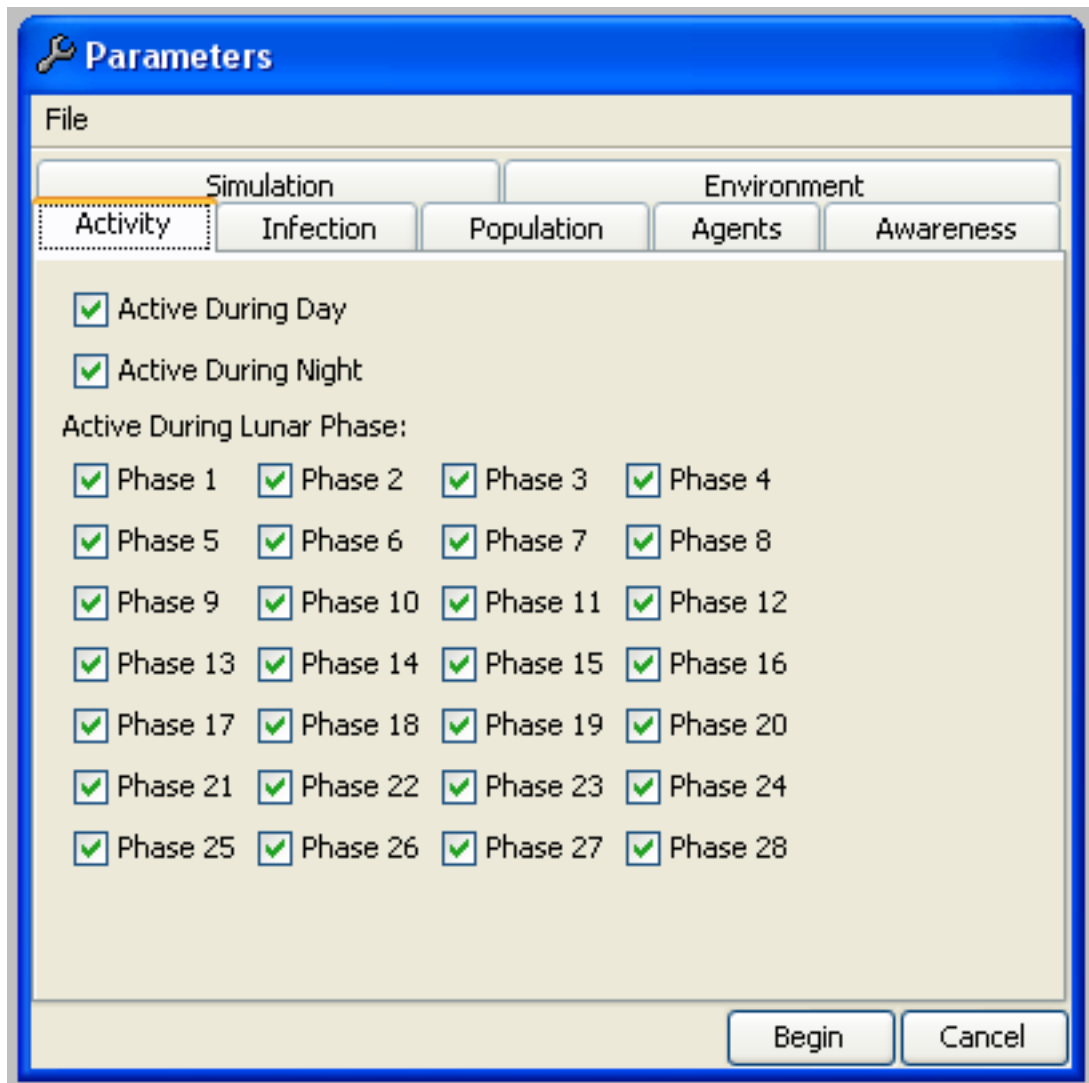 Parameters
File
Simulation Environment
Activity Infection Population Agents Awareness
Active During Day
Active During Night
Active During Lunar Phase:
Phase 1 Phase 2 Phase 3 Phase 4
Phase 5 Phase 6 Phase 7 Phase 8
Phase 9 Phase 10 Phase 11 Phase 12
Phase 13 Phase 14 Phase 15 Phase 16
Phase 17 Phase 18 Phase 19 Phase 20
Phase 21 Phase 22 Phase 23 Phase 24
Phase 25 Phase 26 Phase 27 Phase 28
Begin Cancel